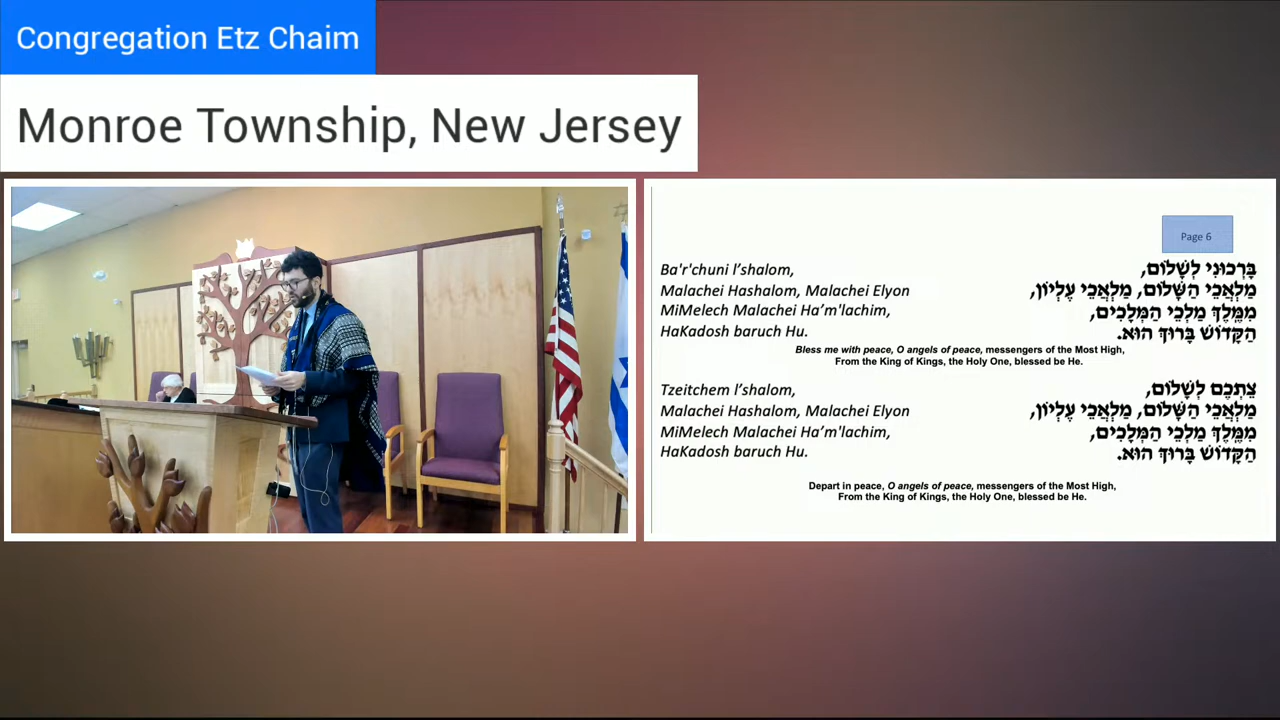 Congregation Etz Chaim
Monroe Township, New Jersey
Page 6
Ba'r'chuni l’shalom,
Malachei Hashalom, Malachei Elyon
MiMelech Malachei Ha’m'lachim,
HaKadosh baruch Hu.
בָּרְכוּנִי לְשָׁלוֹם,
מַלְאֲכֵי הַשָּׁלוֹם, מַלְאֲכֵי עֶלְיוֹן,
מִמֶּלֶךְ מַלְכֵי הַמְּלָכִים,
הַקָּדוֹשׁ בָּרוּךְ הוּא.
Bless me with peace, O angels of peace, messengers of the Most High,
From the King of Kings, the Holy One, blessed be He.
Tzeitchem l’shalom,
Malachei Hashalom, Malachei Elyon
MiMelech Malachei Ha’m'lachim,
HaKadosh baruch Hu.
צֵתְכֶם לְשָׁלוֹם,
מַלְאֲכֵי הַשָּׁלוֹם, מַלְאֲכֵי עֶלְיוֹן,
מִמֶּלֶךְ מַלְכֵי הַמְּלָכִים,
הַקָּדוֹשׁ בָּרוּךְ הוּא.
Depart in peace, O angels of peace, messengers of the Most High,
From the King of Kings, the Holy One, blessed be He.